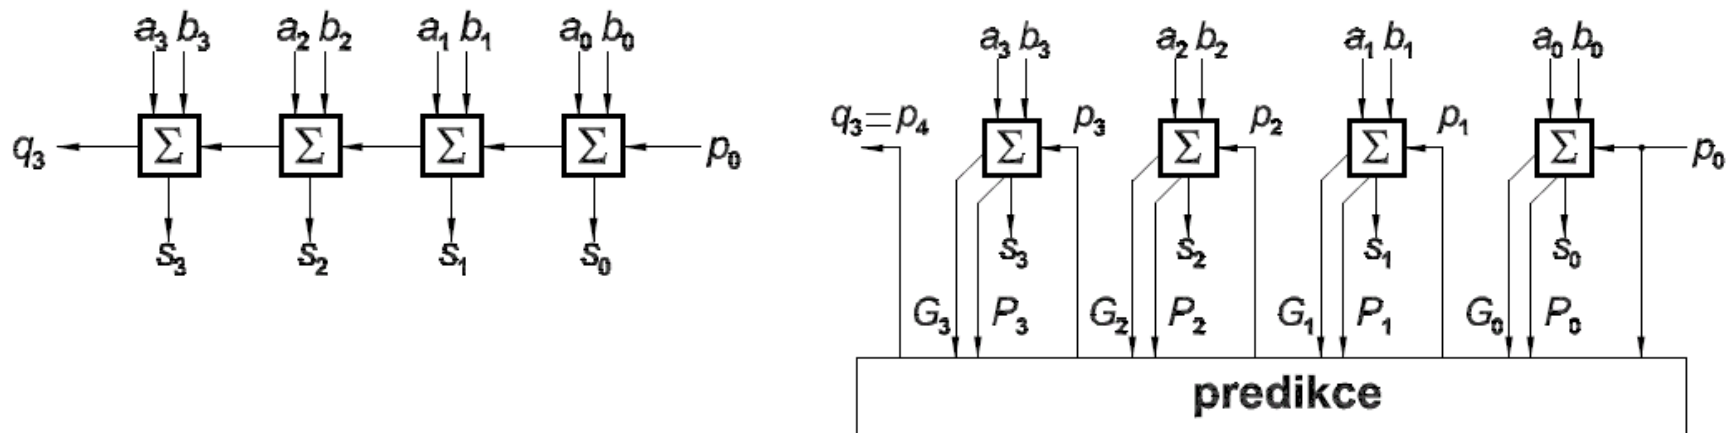 a₃ b₃ a₂ b₂ a₁ b₁ a₀ b₀
q₃ Σ Σ Σ Σ p₀
s₃ s₂ s₁ s₀
a₃ b₃ a₂ b₂ a₁ b₁ a₀ b₀
q₃=p₄ Σ p₃ Σ p₂ Σ p₁ Σ p₀
s₃ s₂ s₁ s₀
G₃ P₃ G₂ P₂ G₁ P₁ G₀ P₀
predikce